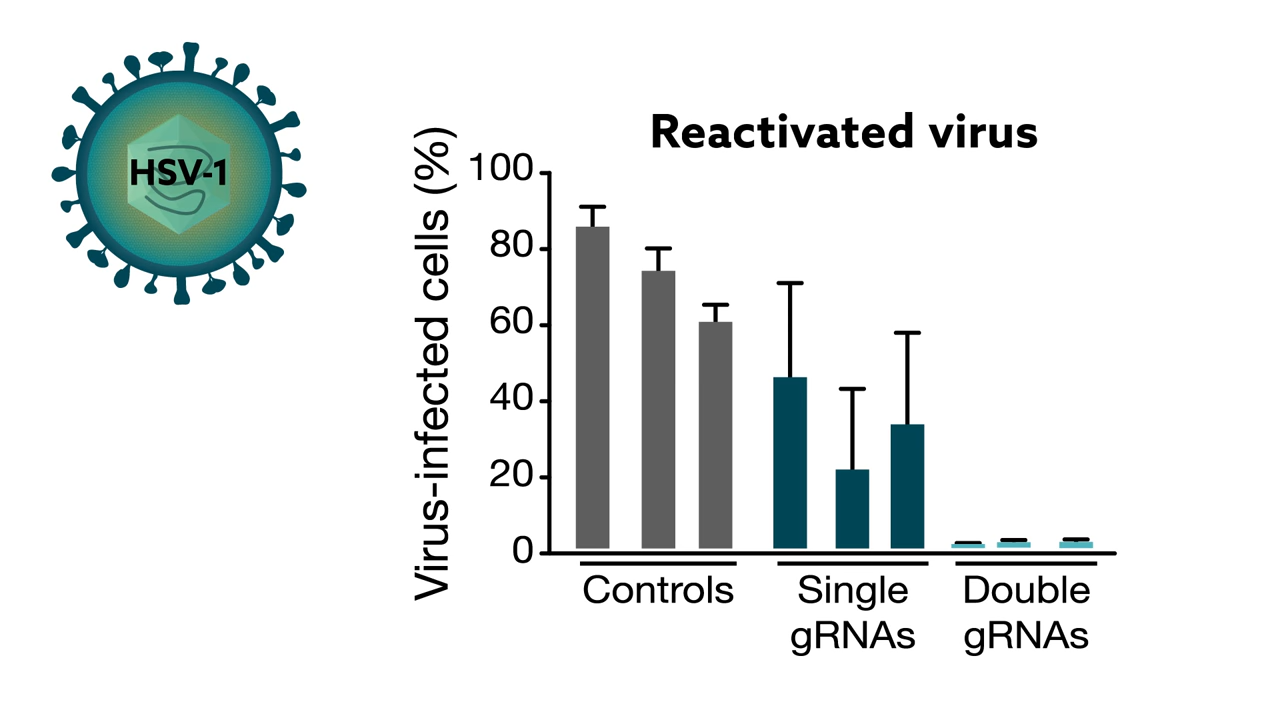 HSV-1
Reactivated virus
Virus-infected cells (%)
100
80
60
40
20
0
Controls
Single
gRNAs
Double
gRNAs